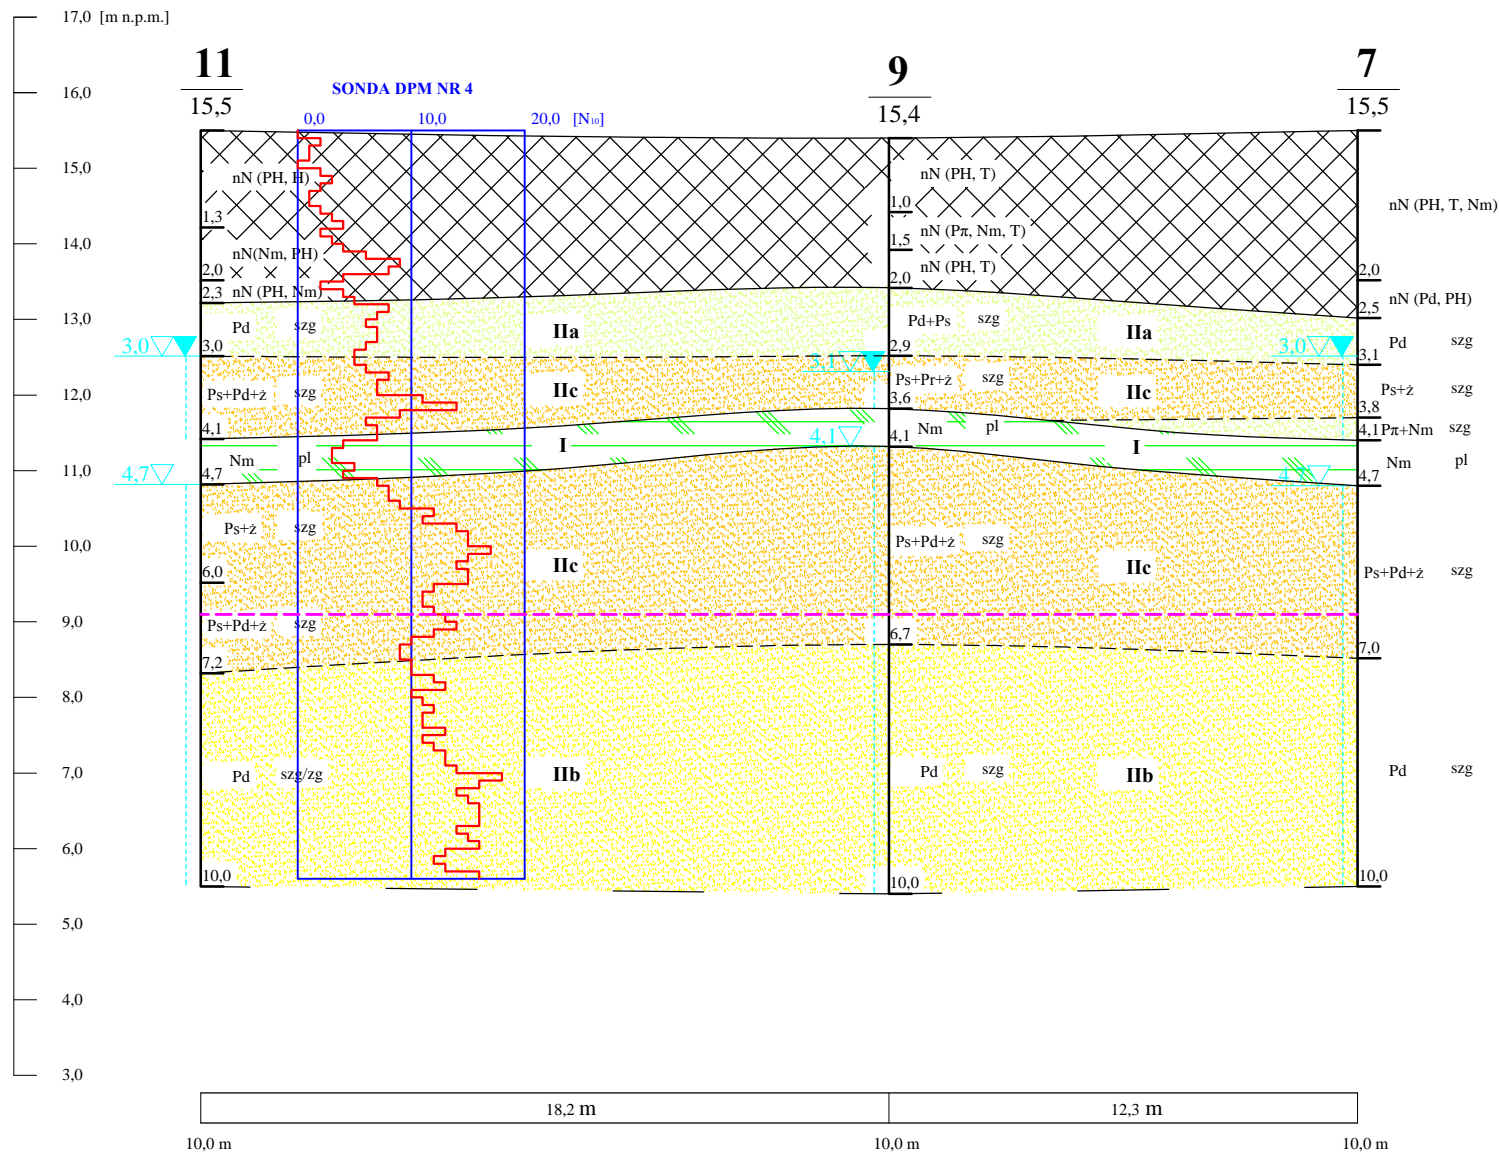 17,0 [m n.p.m.]
16,0
15,0
14,0
13,0
12,0
11,0
10,0
9,0
8,0
7,0
6,0
5,0
4,0
3,0
11
15,5
SONDA DPM NR 4
0,0 10,0 20,0 [N10]
9
15,4
7
15,5
nN (PH, H)
1,3
nN(Nm, PH)
2,0
nN (PH, Nm)
2,3
Pd szg
3,0
3,0
Ps+Pd+ż szg
4,1
Nm pl
4,7
4,7
Ps+ż szg
6,0
Ps+Pd+ż szg
7,2
Pd szg/zg
10,0
IIa
IIc
I
IIc
IIb
nN (PH, T)
1,0
nN (Pπ, Nm, T)
1,5
nN (PH, T)
2,0
Pd+Ps szg
2,9
3,1
Ps+Pr+ż szg
3,6
Nm pl
4,1
4,1
Ps+Pd+ż szg
6,7
Pd szg
10,0
IIa
IIc
I
IIc
IIb
nN (PH, T, Nm)
2,0
nN (Pd, PH)
2,5
Pd szg
3,0
3,1
Ps+ż szg
3,8
Pπ+Nm szg
4,1
Nm pl
4,7
4,7
Ps+Pd+ż szg
7,0
Pd szg
10,0
18,2 m 12,3 m
10,0 m 10,0 m 10,0 m